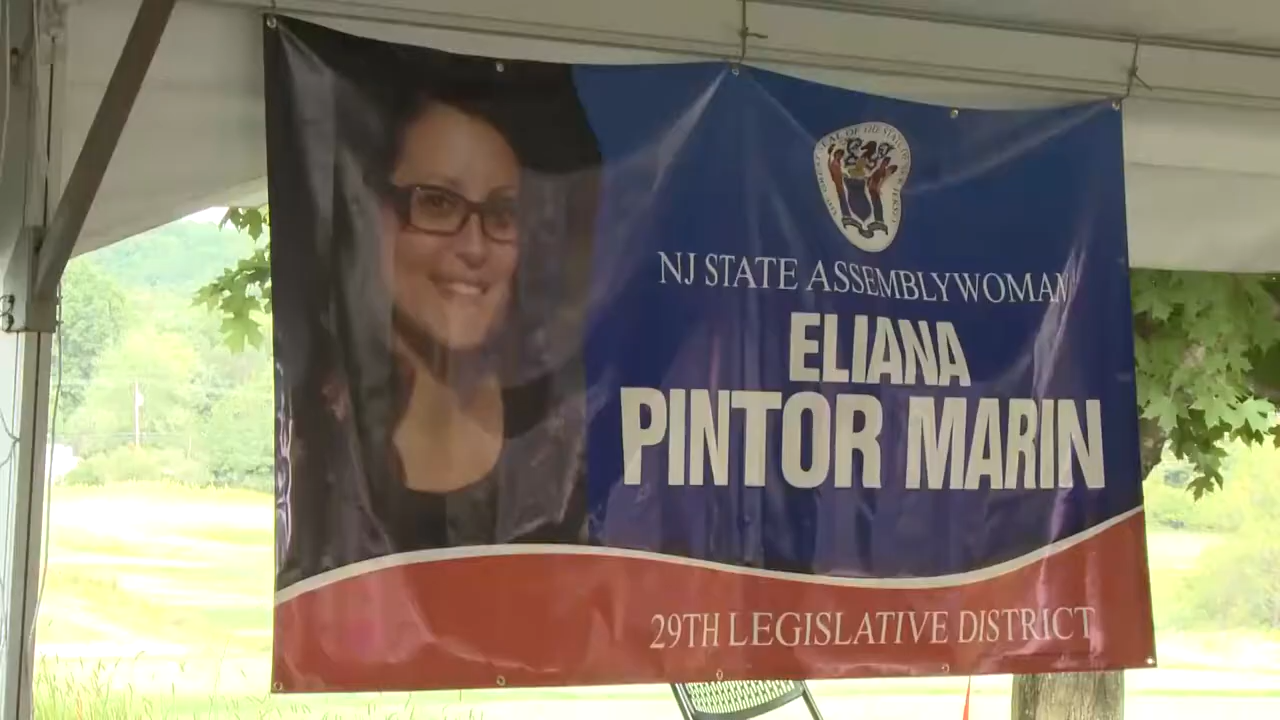 NJ STATE ASSEMBLYWOMAN
ELIANA
PINTOR MARIN
29TH LEGISLATIVE DISTRICT